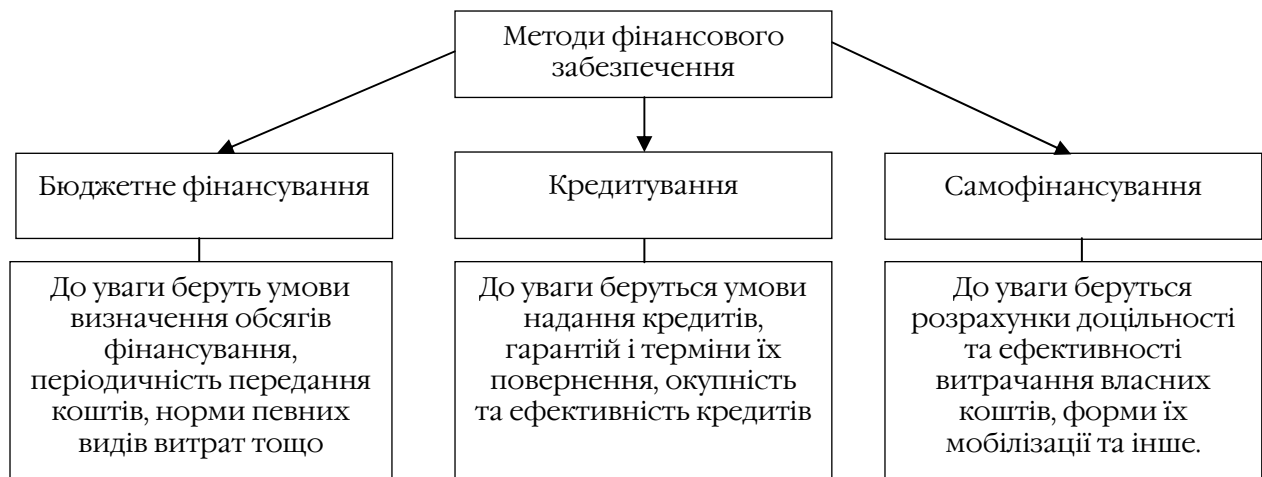 Методи фінансового
забезпечення
Бюджетне фінансування
Кредитування
Самофінансування
До уваги беруть умови
визначення обсягів
фінансування,
періодичність передання
коштів, норми певних
видів витрат тощо
До уваги беруться умови
надання кредитів,
гарантій і терміни їх
повернення, окупність
та ефективність кредитів
До уваги беруться
розрахунки доцільності
та ефективності
витрачання власних
коштів, форми їх
мобілізації та інше.